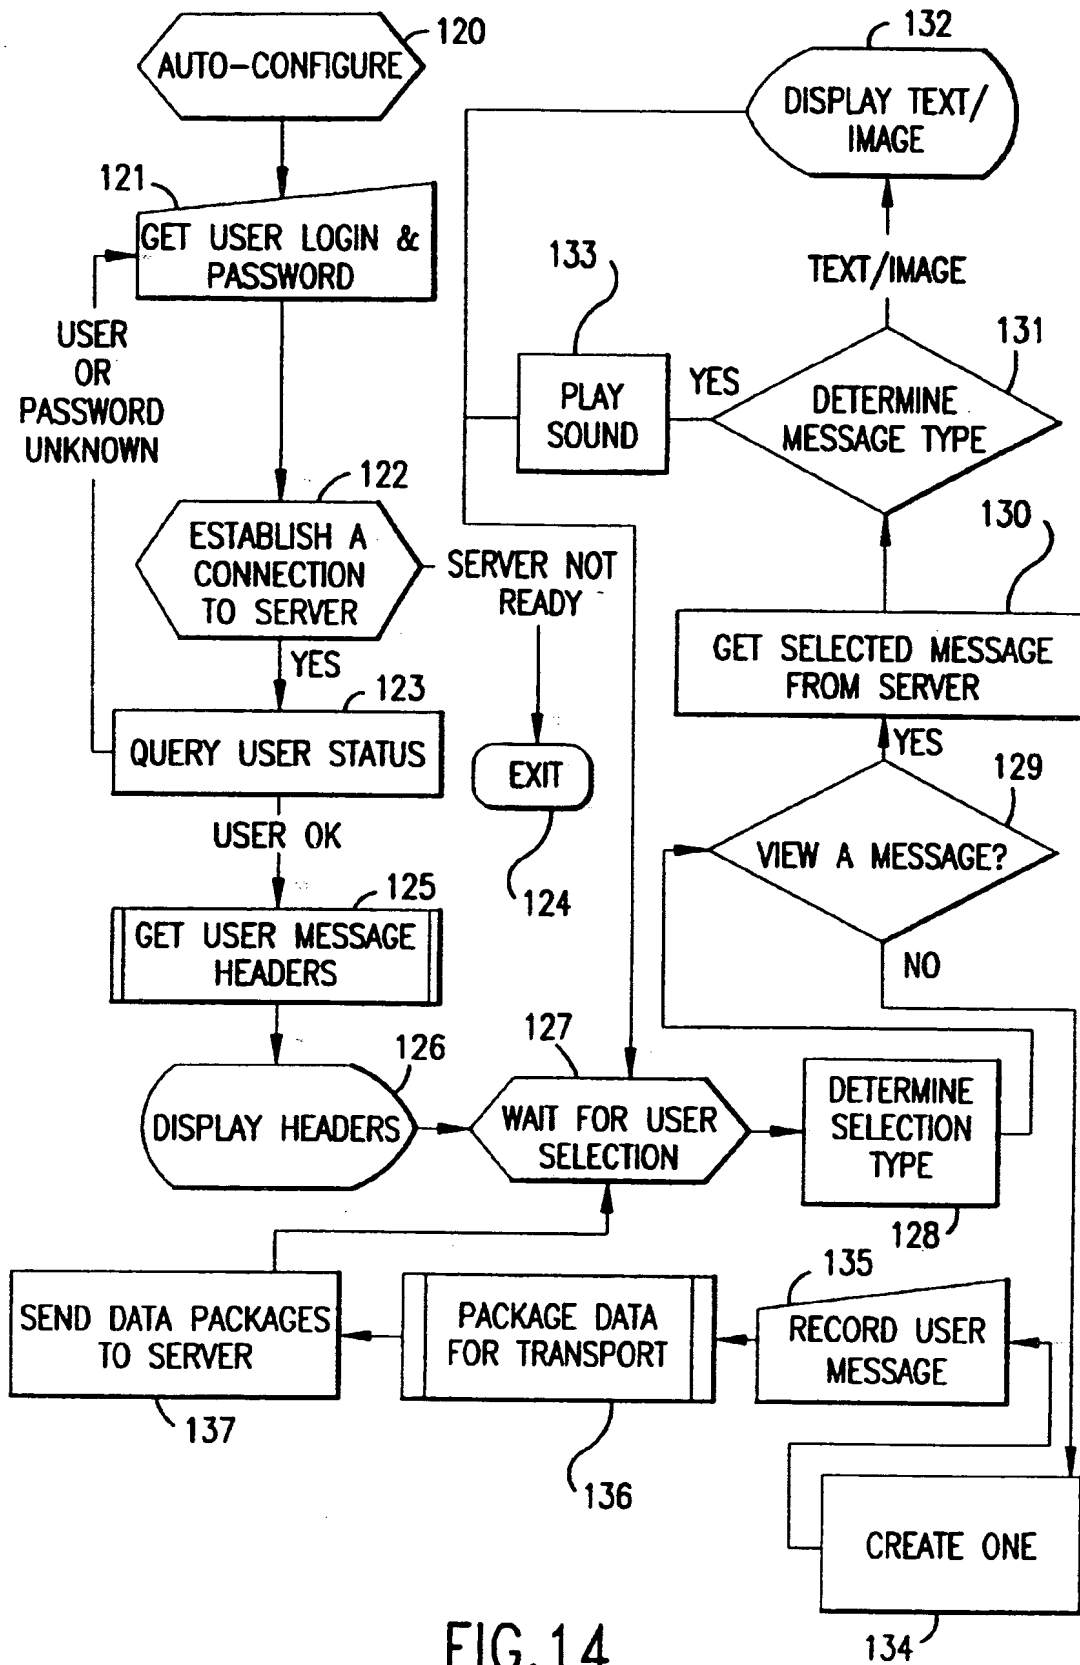 120
AUTO-CONFIGURE
121
GET USER LOGIN &
PASSWORD
USER
OR
PASSWORD
UNKNOWN
122
ESTABLISH A
CONNECTION
TO SERVER
SERVER NOT
READY
YES
123
QUERY USER STATUS
EXIT
124
USER OK
125
GET USER MESSAGE
HEADERS
126
DISPLAY HEADERS
127
WAIT FOR USER
SELECTION
DETERMINE
SELECTION
TYPE
128
129
VIEW A MESSAGE?
YES
NO
130
GET SELECTED MESSAGE
FROM SERVER
131
DETERMINE
MESSAGE TYPE
YES
133
PLAY
SOUND
TEXT/IMAGE
132
DISPLAY TEXT/
IMAGE
CREATE ONE
134
135
RECORD USER
MESSAGE
PACKAGE DATA
FOR TRANSPORT
136
SEND DATA PACKAGES
TO SERVER
137
FIG.14